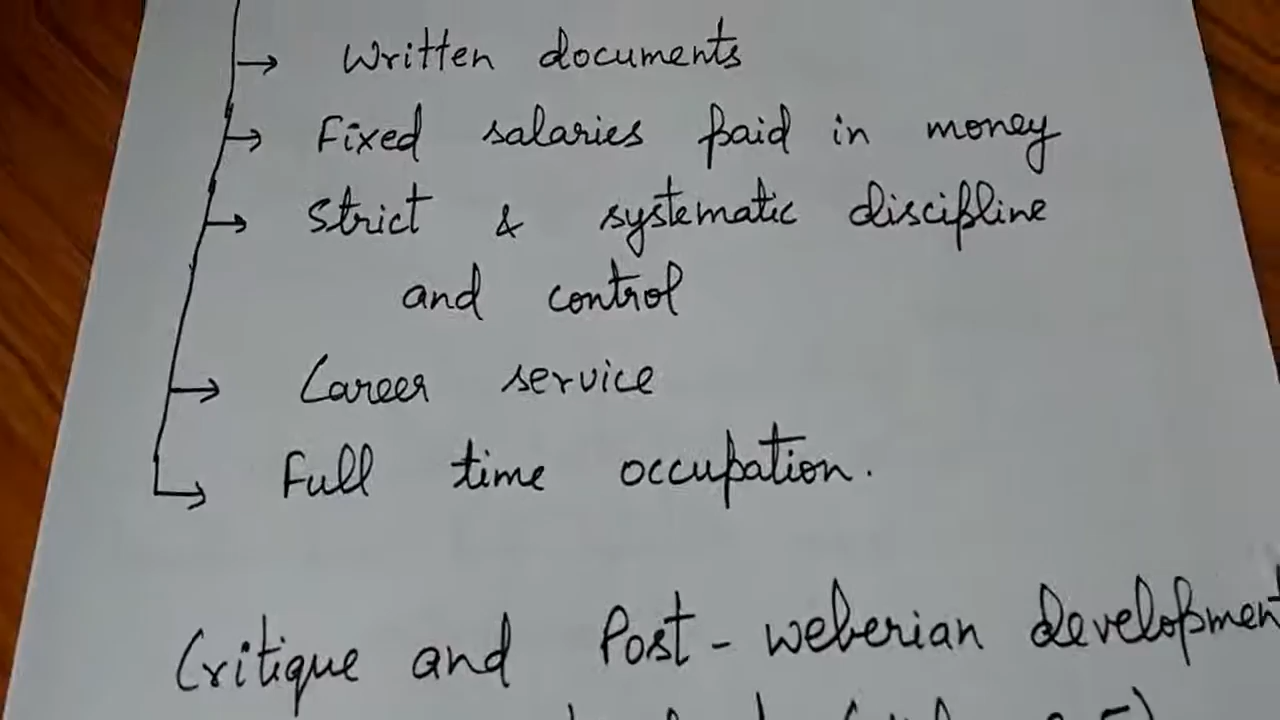 → Written documents
→ Fixed salaries paid in money
→ Strict & systematic discipline
and control
→ Career service
→ Full time occupation.
Critique and Post-weberian developmen